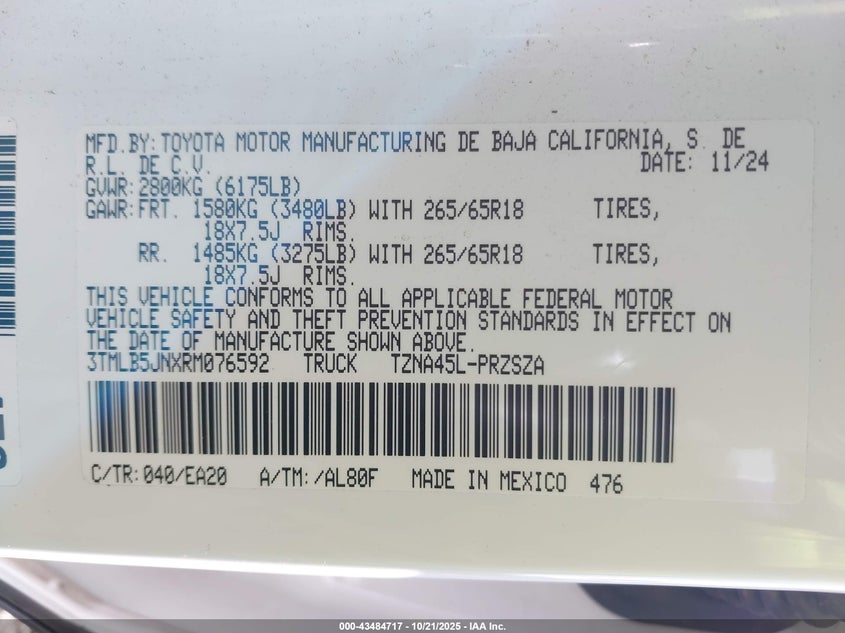 MFD.BY: TOYOTA MOTOR MANUFACTURING DE BAJA CALIFORNIA, S. DE
R.L. DE C.V. DATE: 11/24
GVWR: 2800KG (6175LB)
GAWR: FRT. 1580KG (3480LB) WITH 265/65R18 TIRES,
18X7.5J RIMS.
RR. 1485KG (3275LB) WITH 265/65R18 TIRES,
18X7.5J RIMS.
THIS VEHICLE CONFORMS TO ALL APPLICABLE FEDERAL MOTOR
VEHICLE SAFETY AND THEFT PREVENTION STANDARDS IN EFFECT ON
THE DATE OF MANUFACTURE SHOWN ABOVE.
3TMLB5JNXRM076592 TRUCK TZNA45L-PRZSZA
C/TR: 040/EA20 A/TM: /AL80F MADE IN MEXICO 476
000-43484717 - 10/21/2025 - IAA Inc.